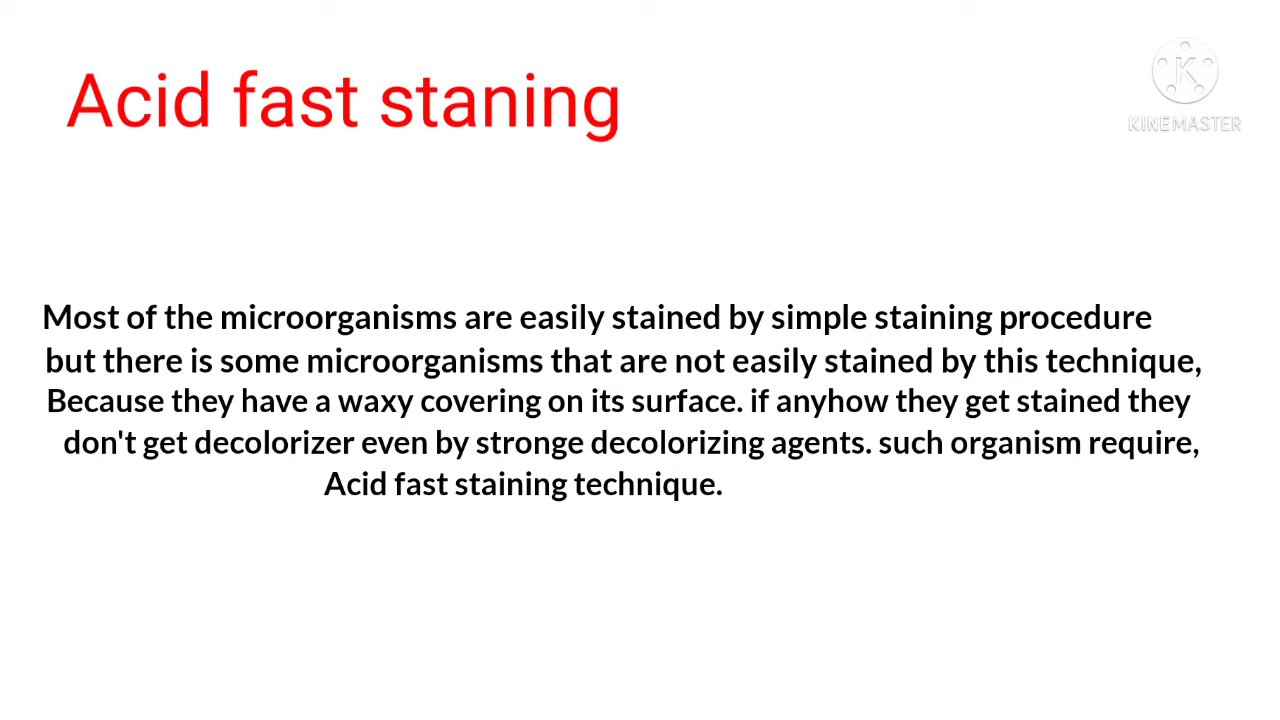 Acid fast staning
KINEMASTER
Most of the microorganisms are easily stained by simple staining procedure
but there is some microorganisms that are not easily stained by this technique,
Because they have a waxy covering on its surface. if anyhow they get stained they
don't get decolorizer even by stronge decolorizing agents. such organism require,
Acid fast staining technique.